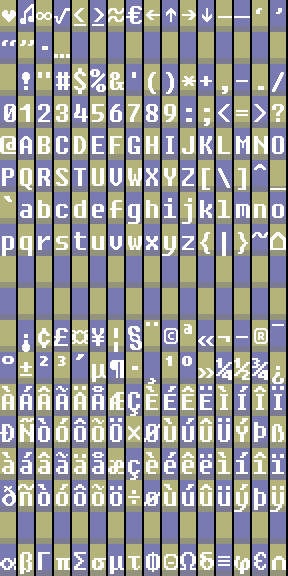 ♥♫∞√≤≥≈€←↑→↓—–‘’
“”•…
!"#$%&'()*+,-./
0123456789:;<=>?
@ABCDEFGHIJKLMNO
PQRSTUVWXYZ[\]^_
`abcdefghijklmno
pqrstuvwxyz{|}~⌂
¡¢£¤¥¦§¨©ª«¬-®¯
°±²³´µ¶·¸¹º»¼½¾¿
ÀÁÂÃÄÅÆÇÈÉÊËÌÍÎÏ
ÐÑÒÓÔÕÖ×ØÙÚÛÜÝÞß
àáâãäåæçèéêëìíîï
ðñòóôõö÷øùúûüýþÿ
αβΓπΣσµτΦΘΩδ≡φε∩